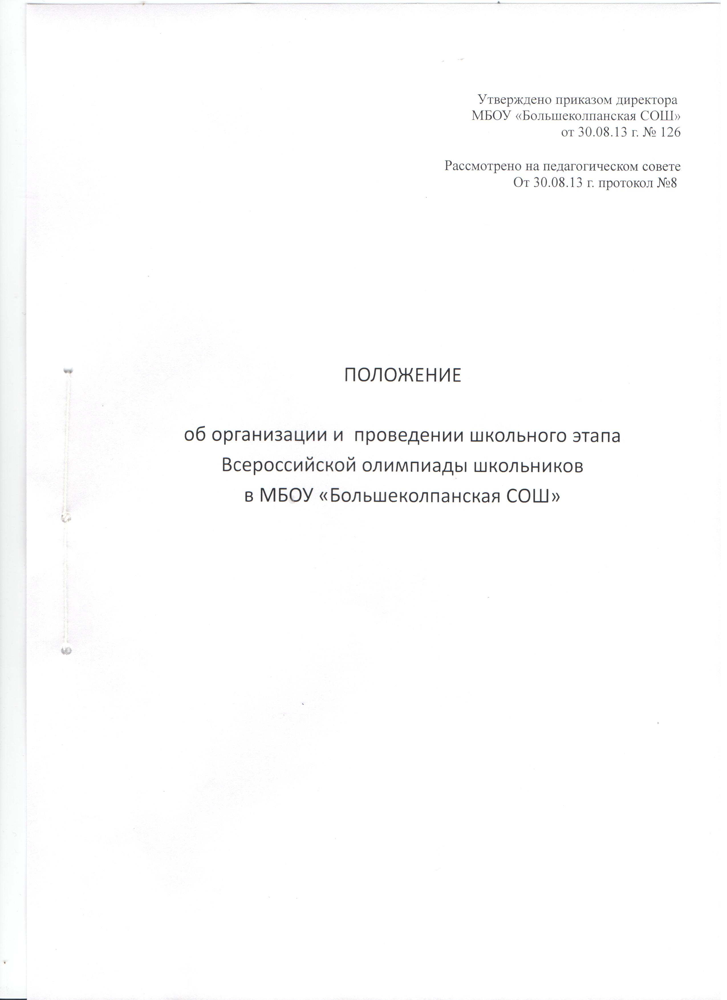 Утверждено приказом директора
МБОУ «Большеколпанская СОШ»
от 30.08.13 г. № 126
Рассмотрено на педагогическом совете
От 30.08.13 г. протокол №8
ПОЛОЖЕНИЕ
об организации и  проведении школьного этапа
Всероссийской олимпиады школьников
в МБОУ «Большеколпанская СОШ»